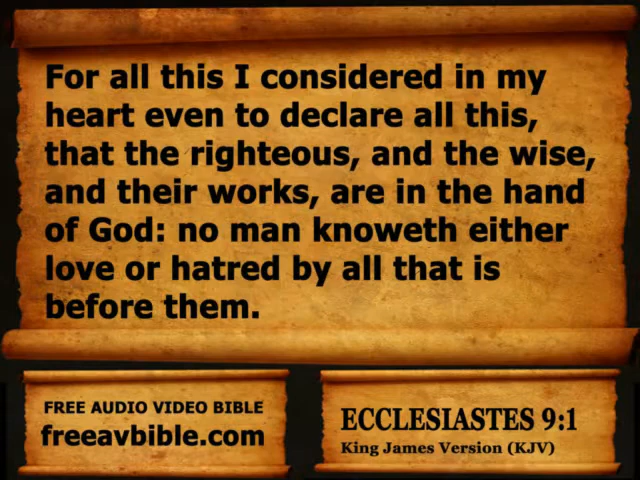 For all this I considered in my
heart even to declare all this,
that the righteous, and the wise,
and their works, are in the hand
of God: no man knoweth either
love or hatred by all that is
before them.
FREE AUDIO VIDEO BIBLE
freeavbible.com
ECCLESIASTES 9:1
King James Version (KJV)